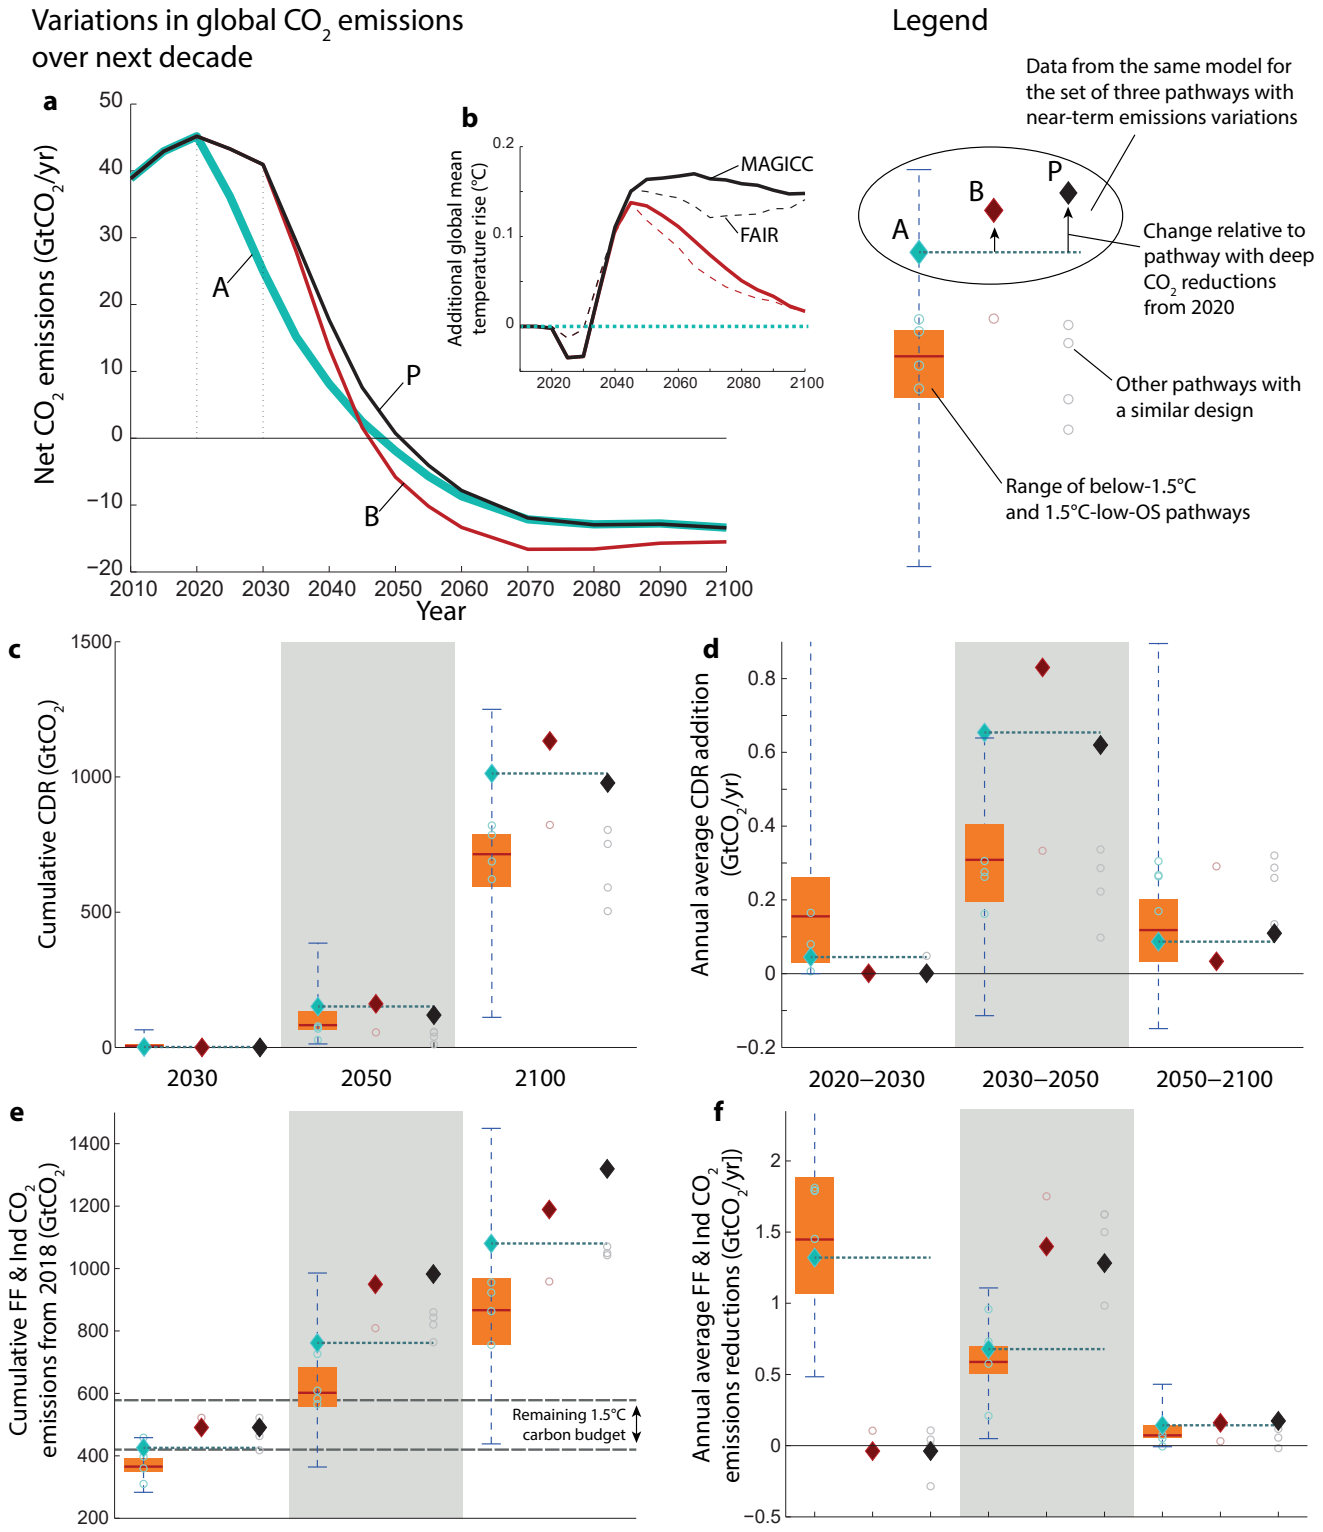 Variations in global CO₂ emissions
over next decade
Legend
a
Net CO₂ emissions (GtCO₂/yr)
50
40
30
20
10
0
−10
−20
2010 2020 2030 2040 2050 2060 2070 2080 2090 2100
Year
A
P
B
b
Additional global mean
temperature rise (°C)
0.2
0.1
0
2020 2040 2060 2080 2100
MAGICC
FAIR
Data from the same model for
the set of three pathways with
near-term emissions variations
A
B
P
Change relative to
pathway with deep
CO₂ reductions
from 2020
Other pathways with
a similar design
Range of below-1.5°C
and 1.5°C-low-OS pathways
c
Cumulative CDR (GtCO₂)
1500
1000
500
0
2030 2050 2100
d
Annual average CDR addition
(GtCO₂/yr)
0.8
0.6
0.4
0.2
0
−0.2
2020−2030 2030−2050 2050−2100
e
Cumulative FF & Ind CO₂
emissions from 2018 (GtCO₂)
1400
1200
1000
800
600
400
200
Remaining 1.5°C
carbon budget
f
Annual average FF & Ind CO₂
emissions reductions (GtCO₂/yr])
2
1.5
1
0.5
0
−0.5